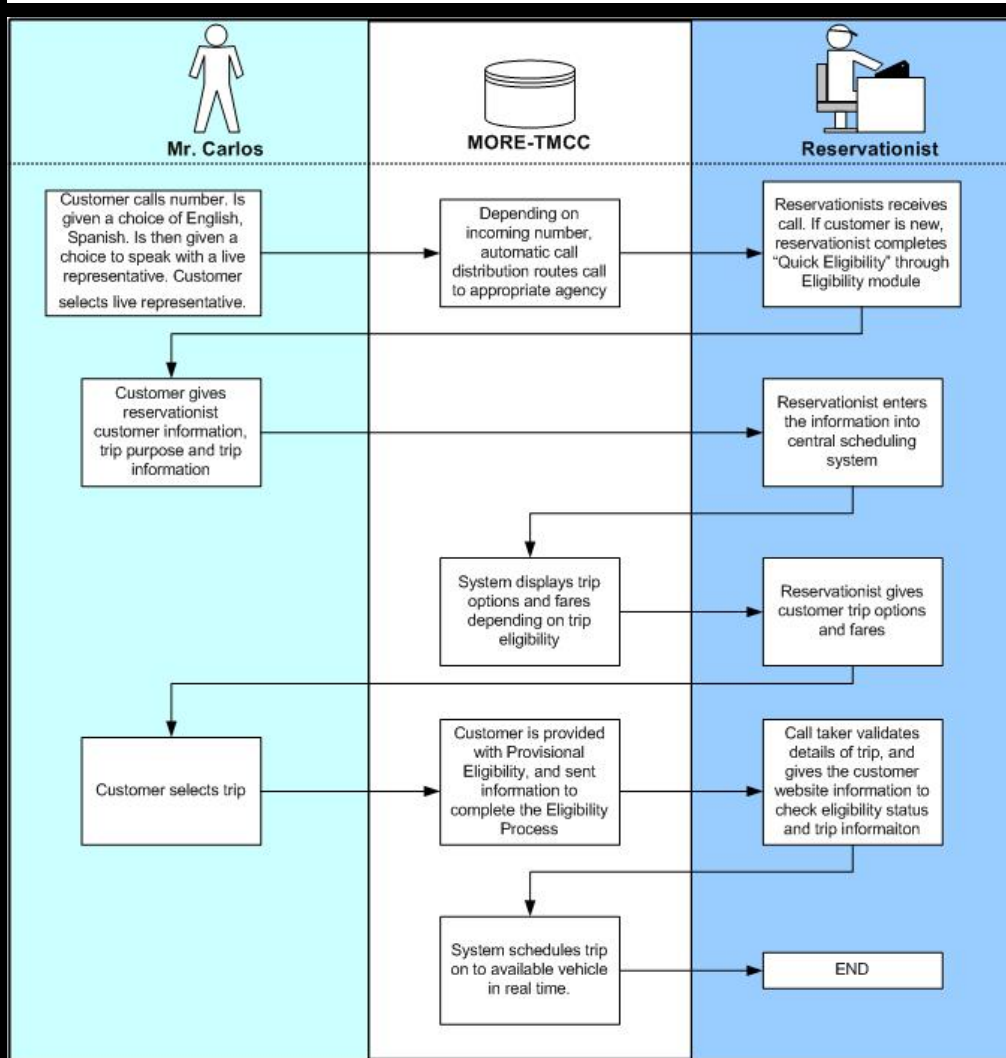 Mr. Carlos
MORE-TMCC
Reservationist
Customer calls number. Is
given a choice of English,
Spanish. Is then given a
choice to speak with a live
representative. Customer
selects live representative.
Depending on
incoming number,
automatic call
distribution routes call
to appropriate agency
Reservationists receives
call. If customer is new,
reservationist completes
“Quick Eligibility” through
Eligibility module
Customer gives
reservationist
customer information,
trip purpose and trip
information
Reservationist enters
the information into
central scheduling
system
System displays trip
options and fares
depending on trip
eligibility
Reservationist gives
customer trip options
and fares
Customer selects trip
Customer is provided
with Provisional
Eligibility, and sent
information to
complete the Eligibility
Process
Call taker validates
details of trip, and
gives the customer
website information to
check eligibility status
and trip informaiton
System schedules trip
on to available vehicle
in real time.
END